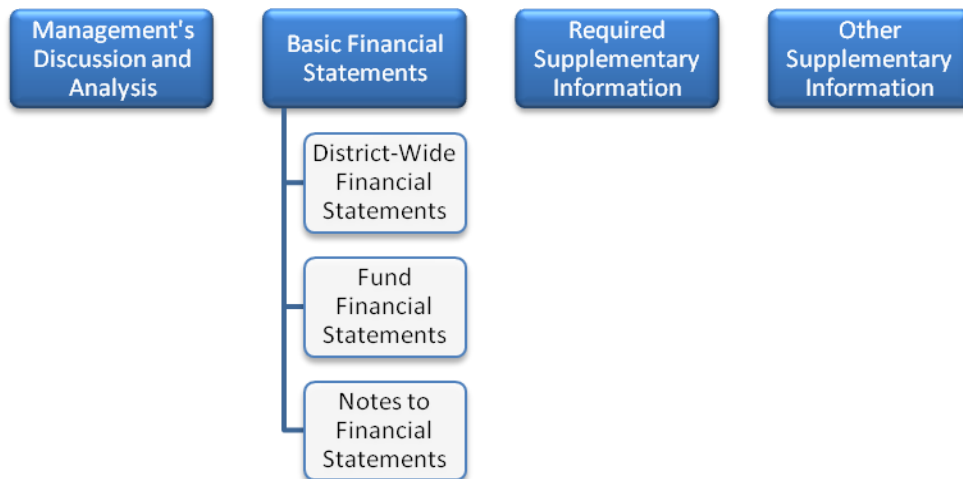 Management's
Discussion and
Analysis
Basic Financial
Statements
Required
Supplementary
Information
Other
Supplementary
Information
District-Wide
Financial
Statements
Fund
Financial
Statements
Notes to
Financial
Statements